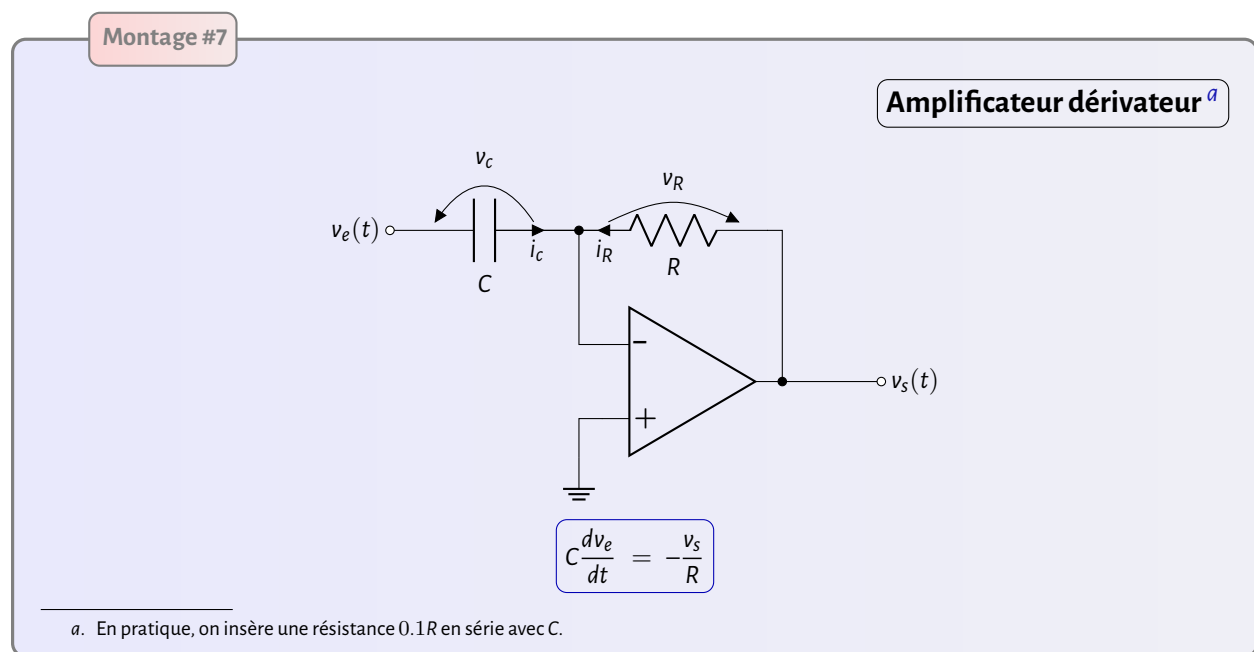 Montage #7
Amplificateur dérivateur a
v_c
v_R
v_e(t)
i_c
i_R
C
R
−
+
v_s(t)
C dv_e/dt = −v_s/R
a. En pratique, on insère une résistance 0.1R en série avec C.